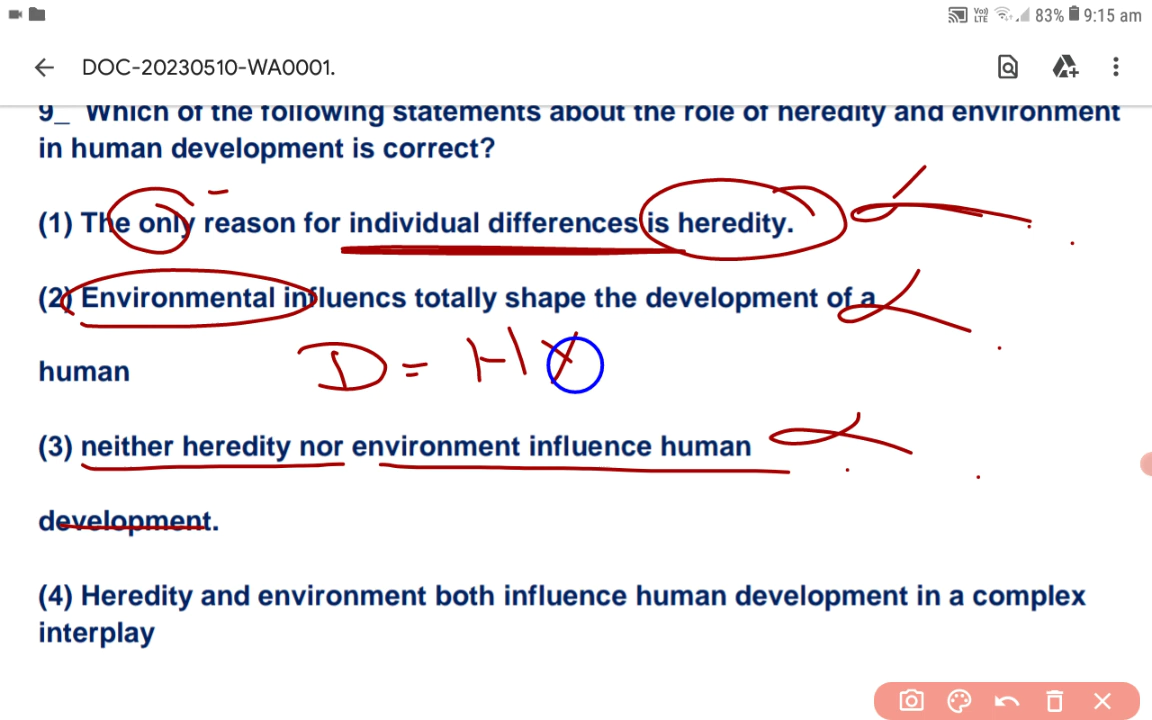 Vo) LTE 83% 9:15 am
DOC-20230510-WA0001.
9_ Which of the following statements about the role of heredity and environment
in human development is correct?
(1) The only reason for individual differences is heredity.
(2) Environmental influencs totally shape the development of a
human
D = H X
(3) neither heredity nor environment influence human
development.
(4) Heredity and environment both influence human development in a complex
interplay